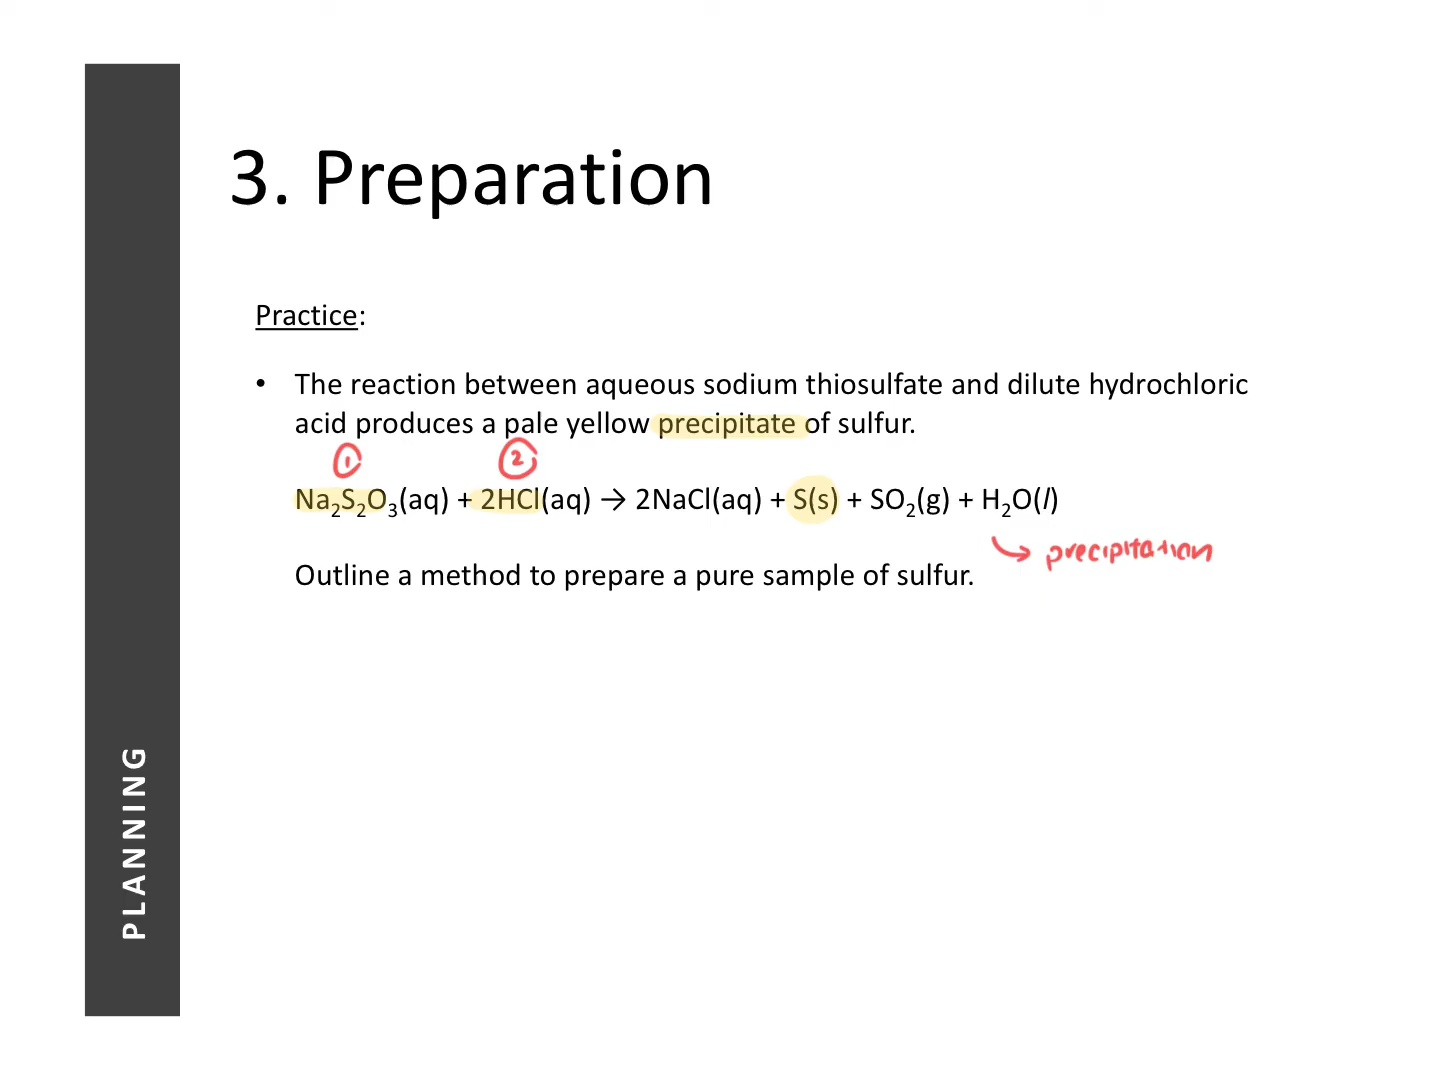 3. Preparation
Practice:
• The reaction between aqueous sodium thiosulfate and dilute hydrochloric
acid produces a pale yellow precipitate of sulfur.
1 2
Na₂S₂O₃(aq) + 2HCl(aq) → 2NaCl(aq) + S(s) + SO₂(g) + H₂O(l)
precipitation
Outline a method to prepare a pure sample of sulfur.
PLANNING